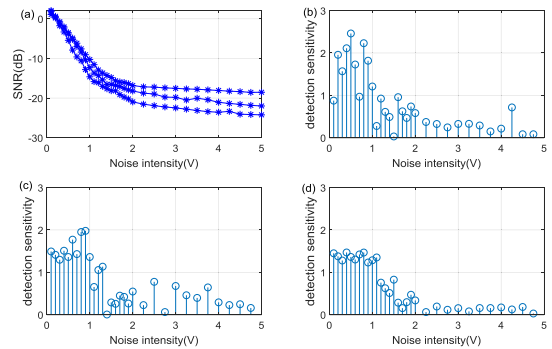 (a)
SNR(dB)
0
-10
-20
-30
0 1 2 3 4 5
Noise intensity(V)
(b)
detection sensitivity
3
2
1
0
0 1 2 3 4 5
Noise intensity(V)
(c)
detection sensitivity
3
2
1
0
0 1 2 3 4 5
Noise intensity(V)
(d)
detection sensitivity
3
2
1
0
0 1 2 3 4 5
Noise intensity(V)